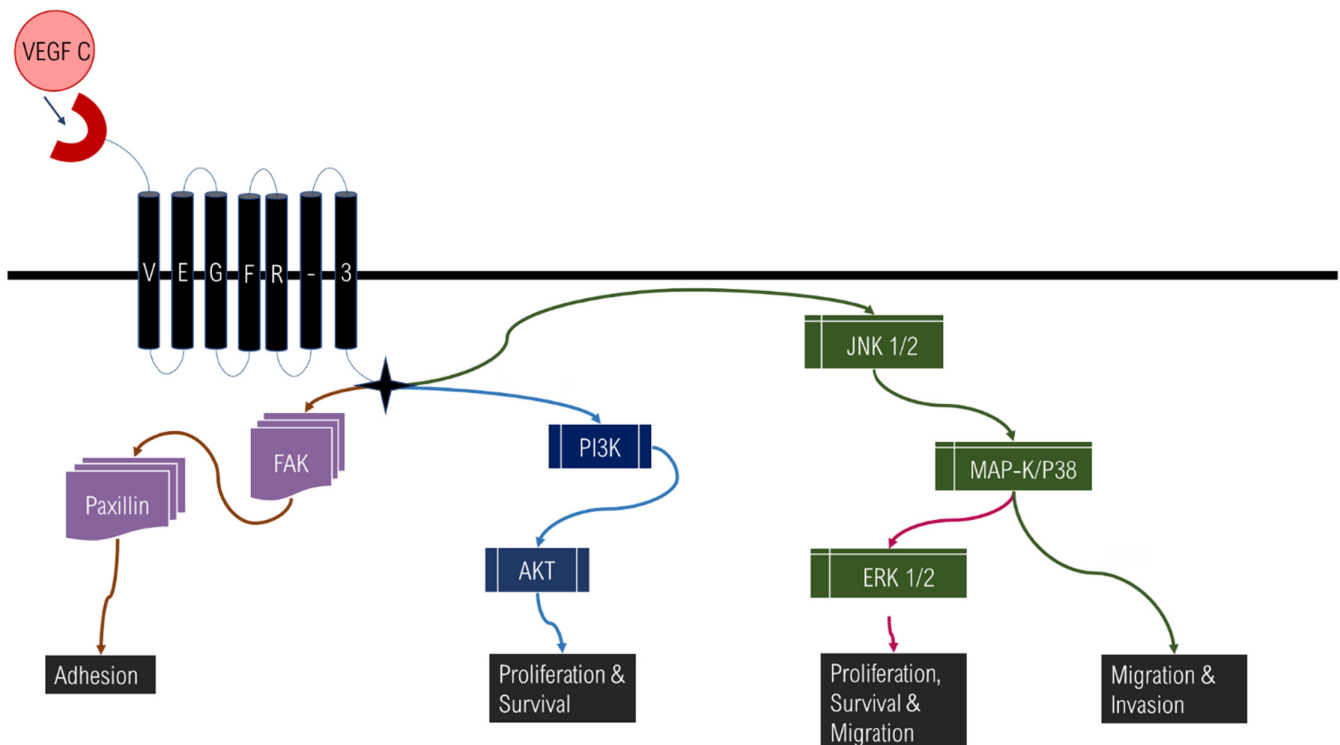 VEGF C
V E G F R - 3
JNK 1/2
FAK
PI3K
MAP-K/P38
Paxillin
AKT
ERK 1/2
Adhesion
Proliferation &
Survival
Proliferation,
Survival &
Migration
Migration &
Invasion